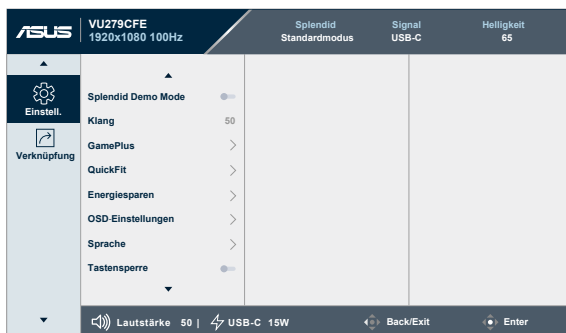 ASUS
VU279CFE
1920x1080 100Hz
Splendid
Standardmodus
Signal
USB-C
Helligkeit
65
Einstell.
Verknüpfung
Splendid Demo Mode
Klang 50
GamePlus
QuickFit
Energiesparen
OSD-Einstellungen
Sprache
Tastensperre
Lautstärke 50 | USB-C 15W Back/Exit Enter